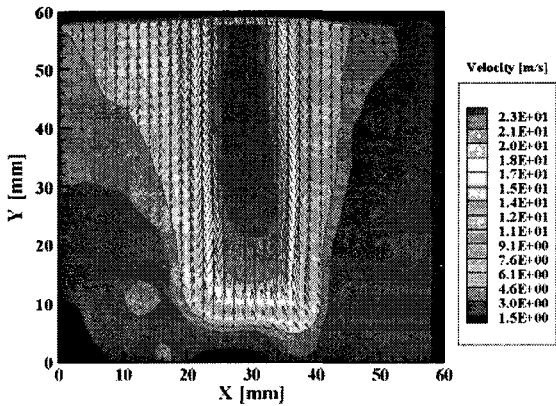 60
50
40
30
20
10
0
Y [mm]
0 10 20 30 40 50 60
X [mm]
Velocity [m/s]
2.3E+01
2.1E+01
2.0E+01
1.8E+01
1.7E+01
1.5E+01
1.4E+01
1.2E+01
1.1E+01
9.1E+00
7.6E+00
6.1E+00
4.6E+00
3.0E+00
1.5E+00